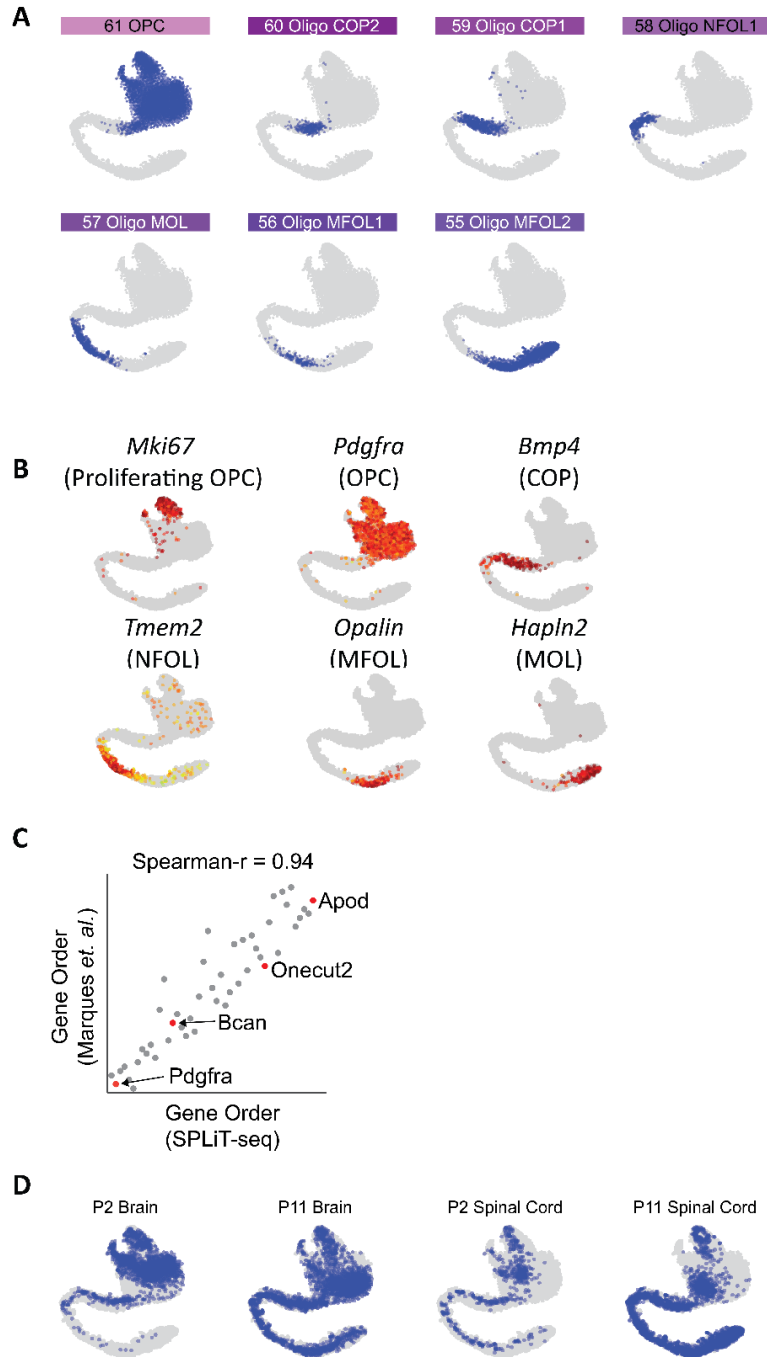 A
61 OPC
60 Oligo COP2
59 Oligo COP1
58 Oligo NFOL1
57 Oligo MOL
56 Oligo MFOL1
55 Oligo MFOL2
B
Mki67
(Proliferating OPC)
Pdgfra
(OPC)
Bmp4
(COP)
Tmem2
(NFOL)
Opalin
(MFOL)
Hapln2
(MOL)
C
Spearman-r = 0.94
Gene Order
(Marques et. al.)
Apod
Onecut2
Bcan
Pdgfra
Gene Order
(SPLiT-seq)
D
P2 Brain
P11 Brain
P2 Spinal Cord
P11 Spinal Cord